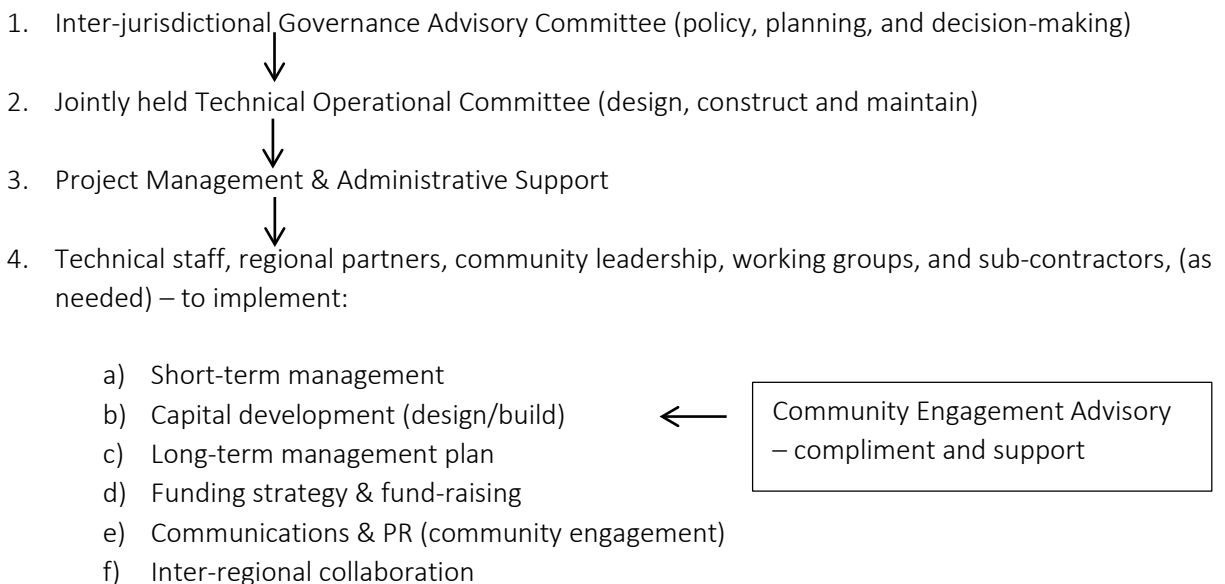 1. Inter-jurisdictional Governance Advisory Committee (policy, planning, and decision-making)
2. Jointly held Technical Operational Committee (design, construct and maintain)
3. Project Management & Administrative Support
4. Technical staff, regional partners, community leadership, working groups, and sub-contractors, (as
needed) – to implement:
a) Short-term management
b) Capital development (design/build)
c) Long-term management plan
d) Funding strategy & fund-raising
e) Communications & PR (community engagement)
f) Inter-regional collaboration
Community Engagement Advisory
– compliment and support